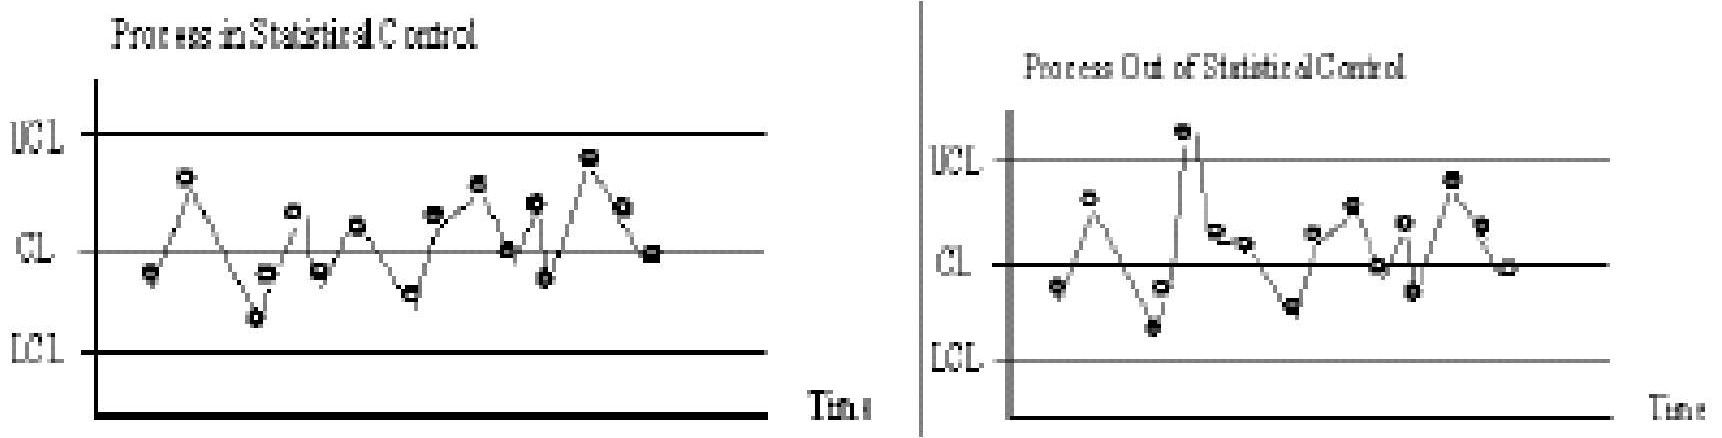 Process in Statistical Control
UCL
CL
LCL
Time
Process Out of Statistical Control
UCL
CL
LCL
Time